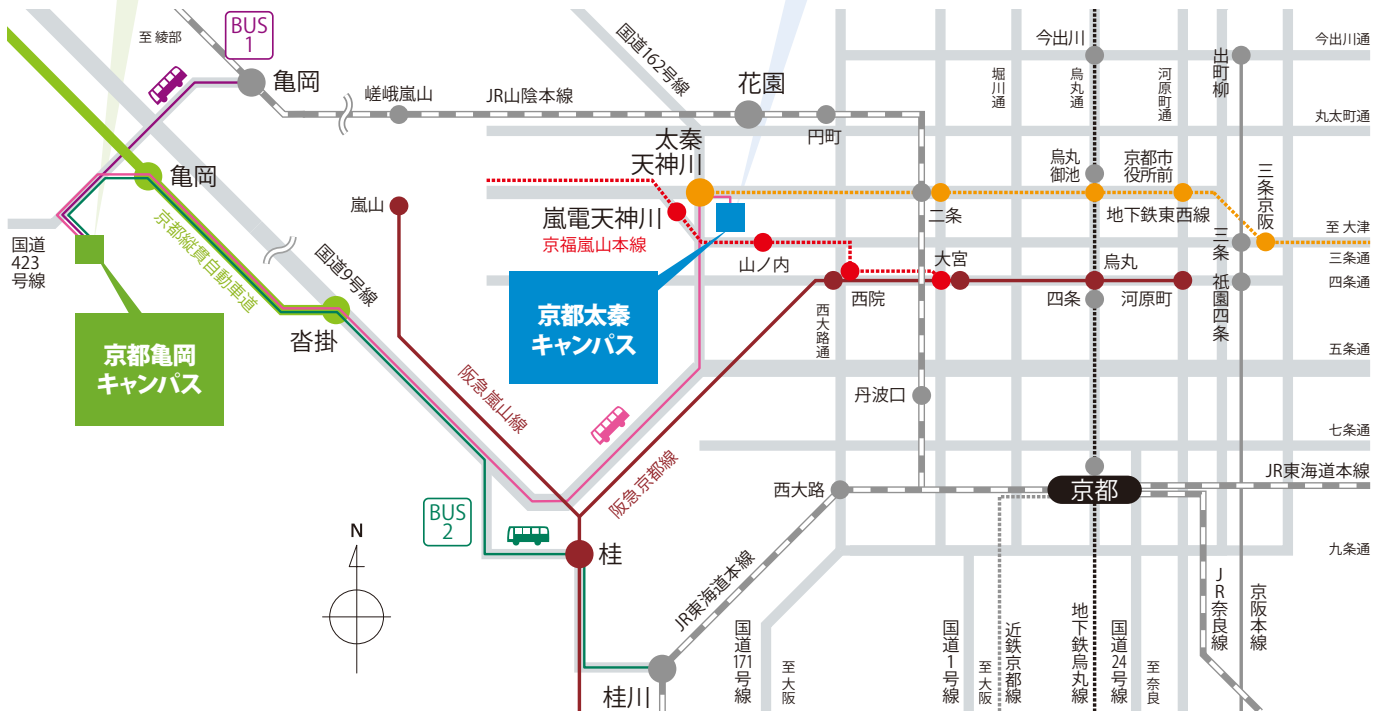 至 綾部
BUS
1
亀岡
嵯峨嵐山
JR山陰本線
国道162号線
花園
円町
太秦
天神川
今出川
今出川通
堀川通
烏丸通
河原町通
出町柳
丸太町通
亀岡
嵐山
嵐電天神川
京福嵐山本線
山ノ内
二条
烏丸
御池
京都市
役所前
地下鉄東西線
三条京阪
至 大津
三条通
三条
国道
423
号線
京都縦貫自動車道
国道9号線
沓掛
京都亀岡
キャンパス
京都太秦
キャンパス
西院
西大路通
大宮
烏丸
四条
河原町
祇園四条
四条通
五条通
阪急嵐山線
丹波口
阪急京都線
七条通
西大路
京都
JR東海道本線
BUS
2
桂
N
九条通
JR東海道本線
桂川
国道171号線
至 大阪
国道1号線
至 大阪
近鉄京都線
地下鉄烏丸線
国道24号線
至 奈良
JR奈良線
京阪本線